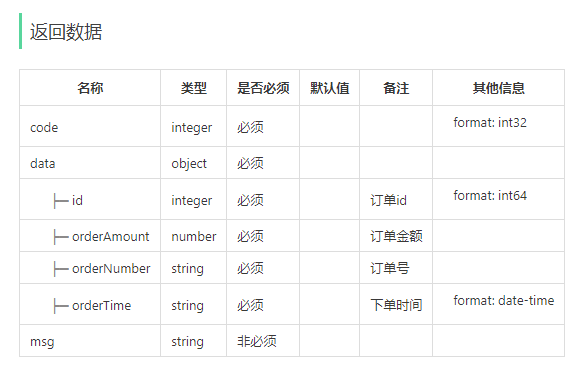 返回数据
名称 类型 是否必须 默认值 备注 其他信息
code integer 必须 format: int32
data object 必须
├─ id integer 必须 订单id format: int64
├─ orderAmount number 必须 订单金额
├─ orderNumber string 必须 订单号
├─ orderTime string 必须 下单时间 format: date-time
msg string 非必须